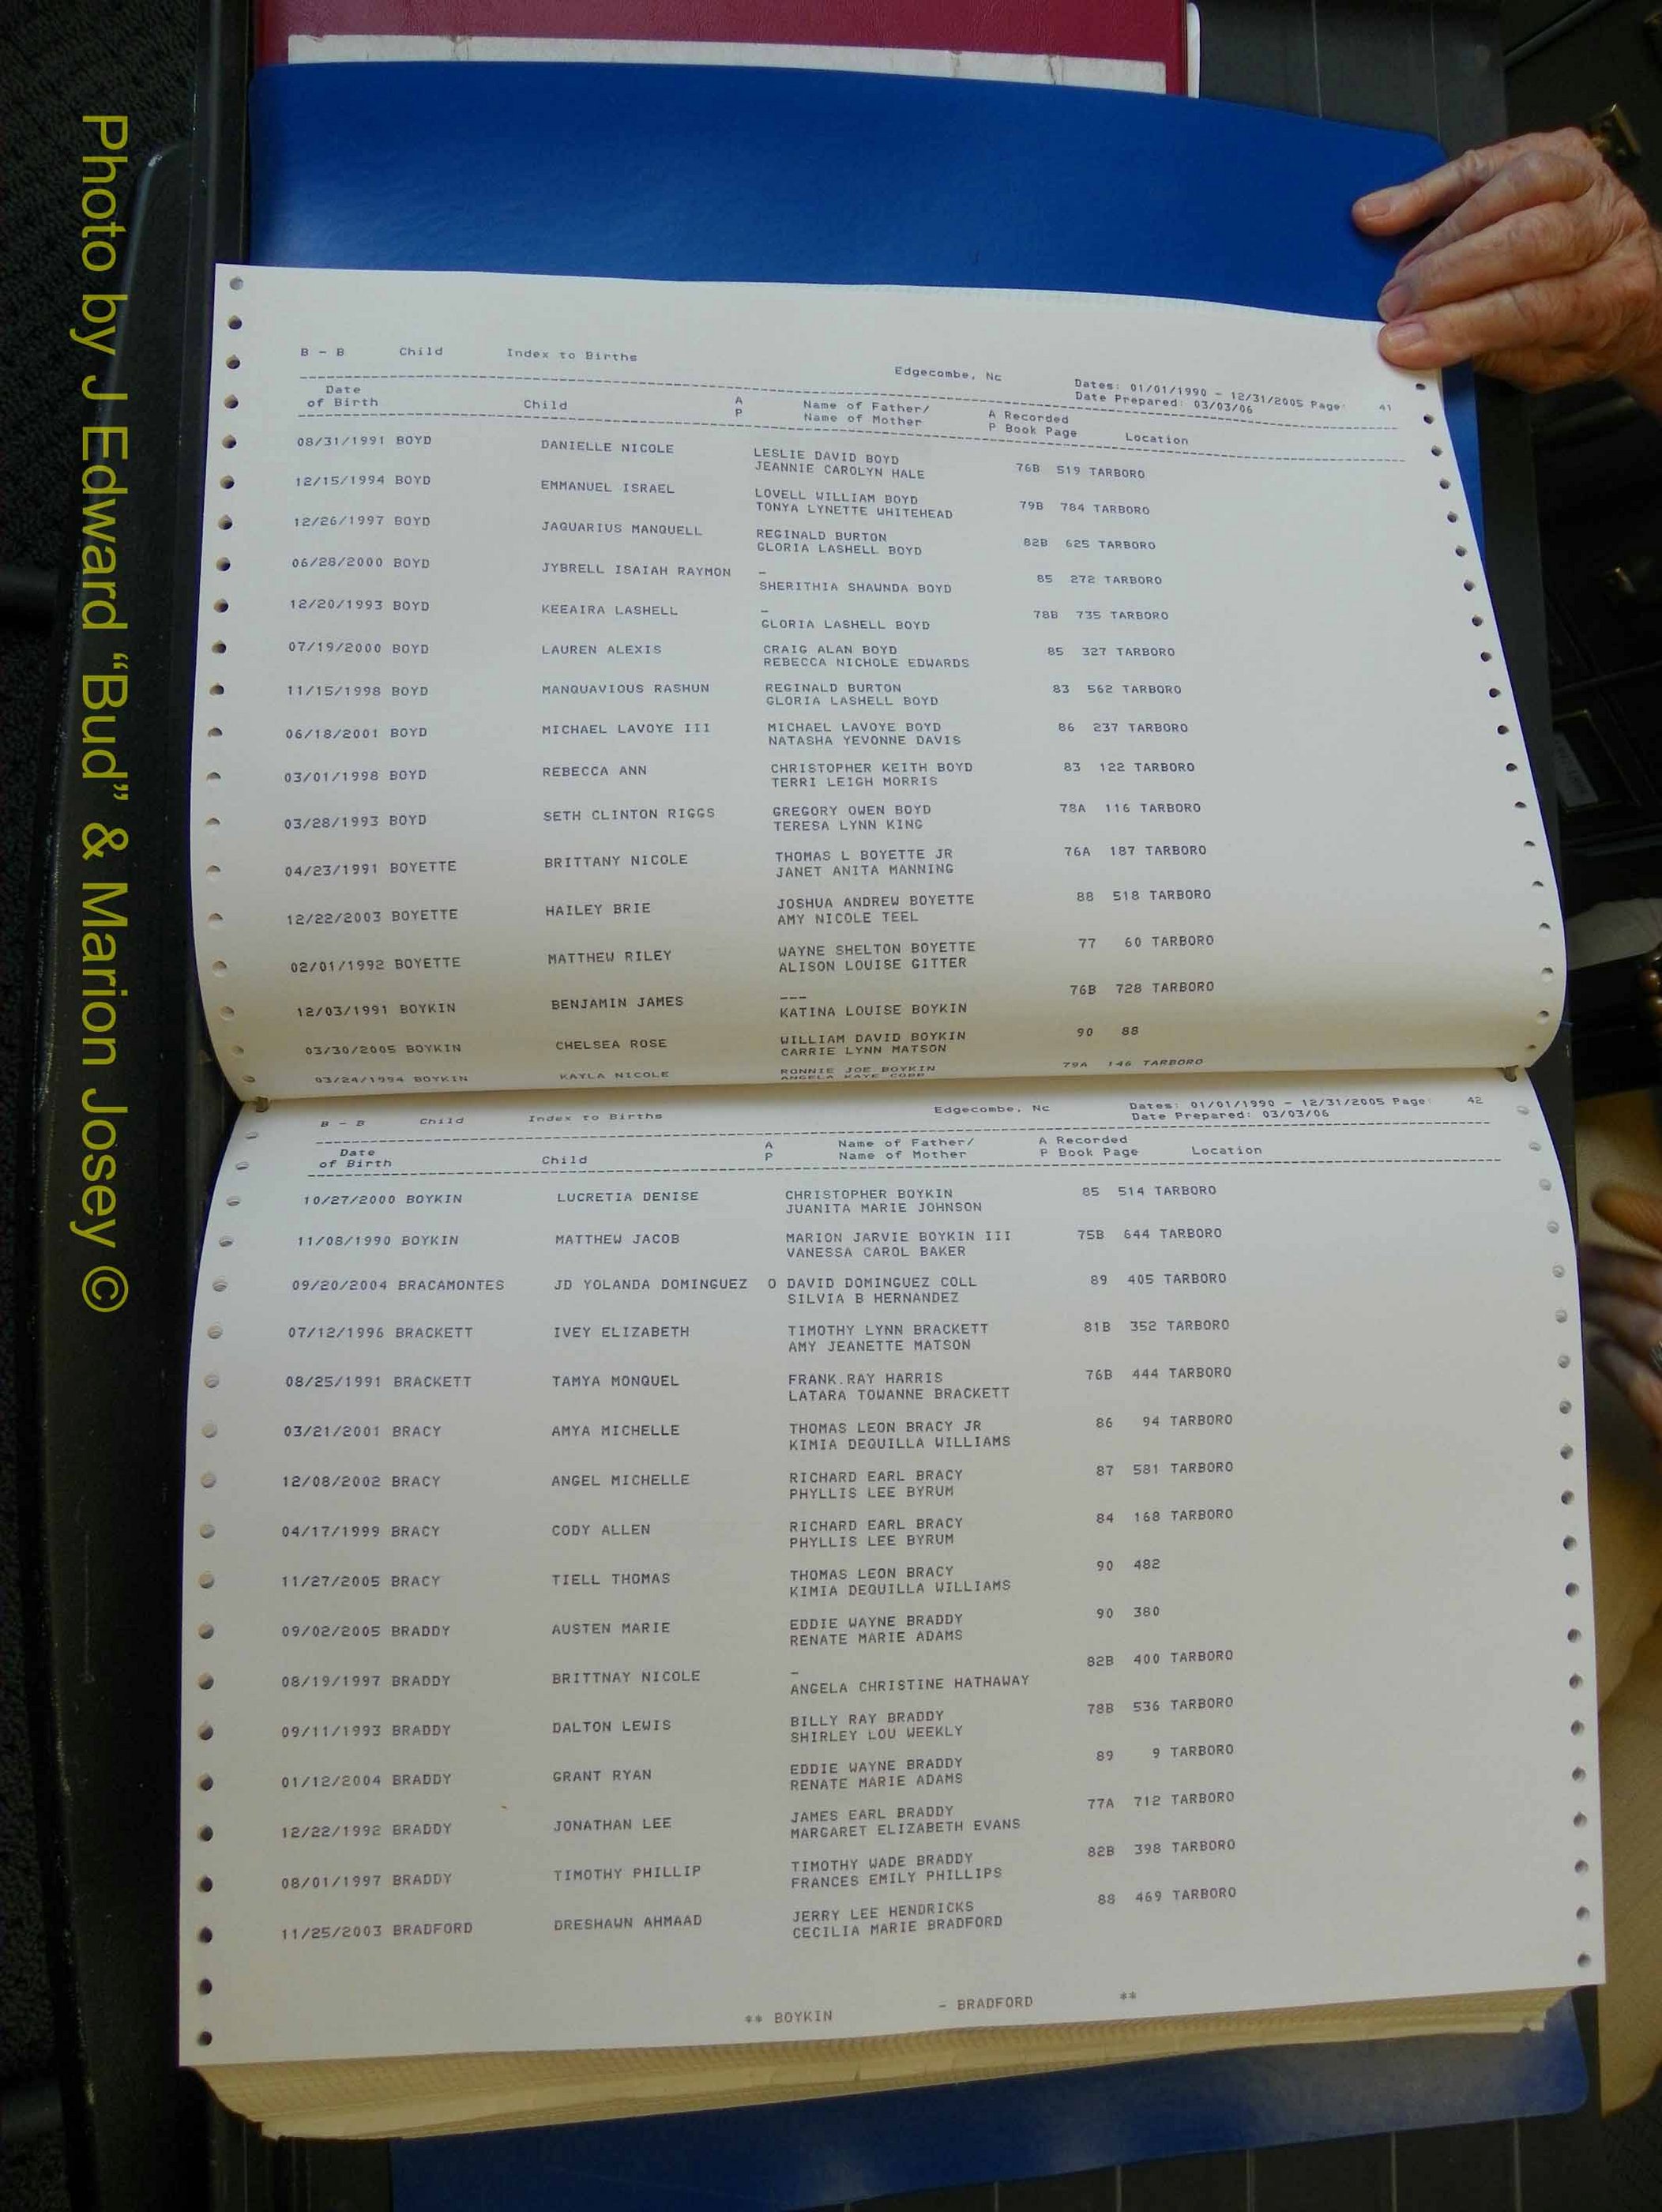 B - B Child Index to Births Edgecombe, Nc Dates: 01/01/1990 - 12/31/2005 Page: 41
Date Prepared: 03/03/06
Date of Birth Child A P Name of Father/ Name of Mother A P Recorded Book Page Location
08/31/1991 BOYD DANIELLE NICOLE LESLIE DAVID BOYD 76B 519 TARBORO
JEANNIE CAROLYN HALE
12/15/1994 BOYD EMMANUEL ISRAEL LOVELL WILLIAM BOYD 79B 784 TARBORO
TONYA LYNETTE WHITEHEAD
12/26/1997 BOYD JAQUARIUS MANQUELL REGINALD BURTON 82B 625 TARBORO
GLORIA LASHELL BOYD
06/28/2000 BOYD JYBRELL ISAIAH RAYMON - 85 272 TARBORO
SHERITHIA SHAWNDA BOYD
12/20/1993 BOYD KEEAIRA LASHELL - 78B 735 TARBORO
GLORIA LASHELL BOYD
07/19/2000 BOYD LAUREN ALEXIS CRAIG ALAN BOYD 85 327 TARBORO
REBECCA NICHOLE EDWARDS
11/15/1998 BOYD MANQUAVIOUS RASHUN REGINALD BURTON 83 562 TARBORO
GLORIA LASHELL BOYD
06/18/2001 BOYD MICHAEL LAVOYE III MICHAEL LAVOYE BOYD 86 237 TARBORO
NATASHA YEVONNE DAVIS
03/01/1998 BOYD REBECCA ANN CHRISTOPHER KEITH BOYD 83 122 TARBORO
TERRI LEIGH MORRIS
03/28/1993 BOYD SETH CLINTON RIGGS GREGORY OWEN BOYD 78A 116 TARBORO
TERESA LYNN KING
04/23/1991 BOYETTE BRITTANY NICOLE THOMAS L BOYETTE JR 76A 187 TARBORO
JANET ANITA MANNING
12/22/2003 BOYETTE HAILEY BRIE JOSHUA ANDREW BOYETTE 88 518 TARBORO
AMY NICOLE TEEL
02/01/1992 BOYETTE MATTHEW RILEY WAYNE SHELTON BOYETTE 77 60 TARBORO
ALISON LOUISE GITTER
12/03/1991 BOYKIN BENJAMIN JAMES --- 76B 728 TARBORO
KATINA LOUISE BOYKIN
03/30/2005 BOYKIN CHELSEA ROSE WILLIAM DAVID BOYKIN 90 88
CARRIE LYNN MATSON
03/24/1994 BOYKIN KAYLA NICOLE RONNIE JOE BOYKIN 79A 146 TARBORO
ANGELA KAYE COBB
B - B Child Index to Births Edgecombe, Nc Dates: 01/01/1990 - 12/31/2005 Page: 42
Date Prepared: 03/03/06
Date of Birth Child A P Name of Father/ Name of Mother A P Recorded Book Page Location
10/27/2000 BOYKIN LUCRETIA DENISE CHRISTOPHER BOYKIN 85 514 TARBORO
JUANITA MARIE JOHNSON
11/08/1990 BOYKIN MATTHEW JACOB MARION JARVIE BOYKIN III 75B 644 TARBORO
VANESSA CAROL BAKER
09/20/2004 BRACAMONTES JD YOLANDA DOMINGUEZ O DAVID DOMINGUEZ COLL 89 405 TARBORO
SILVIA B HERNANDEZ
07/12/1996 BRACKETT IVEY ELIZABETH TIMOTHY LYNN BRACKETT 81B 352 TARBORO
AMY JEANETTE MATSON
08/25/1991 BRACKETT TAMYA MONQUEL FRANK.RAY HARRIS 76B 444 TARBORO
LATARA TOWANNE BRACKETT
03/21/2001 BRACY AMYA MICHELLE THOMAS LEON BRACY JR 86 94 TARBORO
KIMIA DEQUILLA WILLIAMS
12/08/2002 BRACY ANGEL MICHELLE RICHARD EARL BRACY 87 581 TARBORO
PHYLLIS LEE BYRUM
04/17/1999 BRACY CODY ALLEN RICHARD EARL BRACY 84 168 TARBORO
PHYLLIS LEE BYRUM
11/27/2005 BRACY TIELL THOMAS THOMAS LEON BRACY 90 482
KIMIA DEQUILLA WILLIAMS
09/02/2005 BRADDY AUSTEN MARIE EDDIE WAYNE BRADDY 90 380
RENATE MARIE ADAMS
08/19/1997 BRADDY BRITTNAY NICOLE - 82B 400 TARBORO
ANGELA CHRISTINE HATHAWAY
09/11/1993 BRADDY DALTON LEWIS BILLY RAY BRADDY 78B 536 TARBORO
SHIRLEY LOU WEEKLY
01/12/2004 BRADDY GRANT RYAN EDDIE WAYNE BRADDY 89 9 TARBORO
RENATE MARIE ADAMS
12/22/1992 BRADDY JONATHAN LEE JAMES EARL BRADDY 77A 712 TARBORO
MARGARET ELIZABETH EVANS
08/01/1997 BRADDY TIMOTHY PHILLIP TIMOTHY WADE BRADDY 82B 398 TARBORO
FRANCES EMILY PHILLIPS
11/25/2003 BRADFORD DRESHAWN AHMAAD JERRY LEE HENDRICKS 88 469 TARBORO
CECILIA MARIE BRADFORD
** BOYKIN - BRADFORD **
Photo by J Edward “Bud” & Marion Josey ©